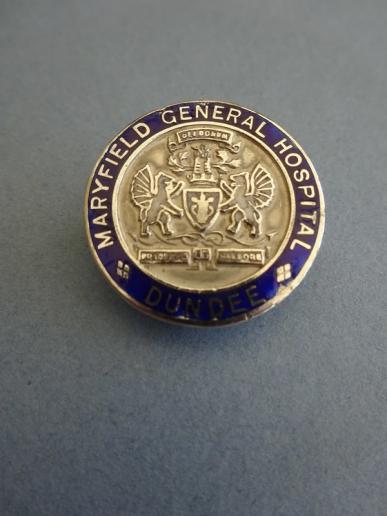 MARYFIELD GENERAL HOSPITAL
DEI DONUM
DUNDEE